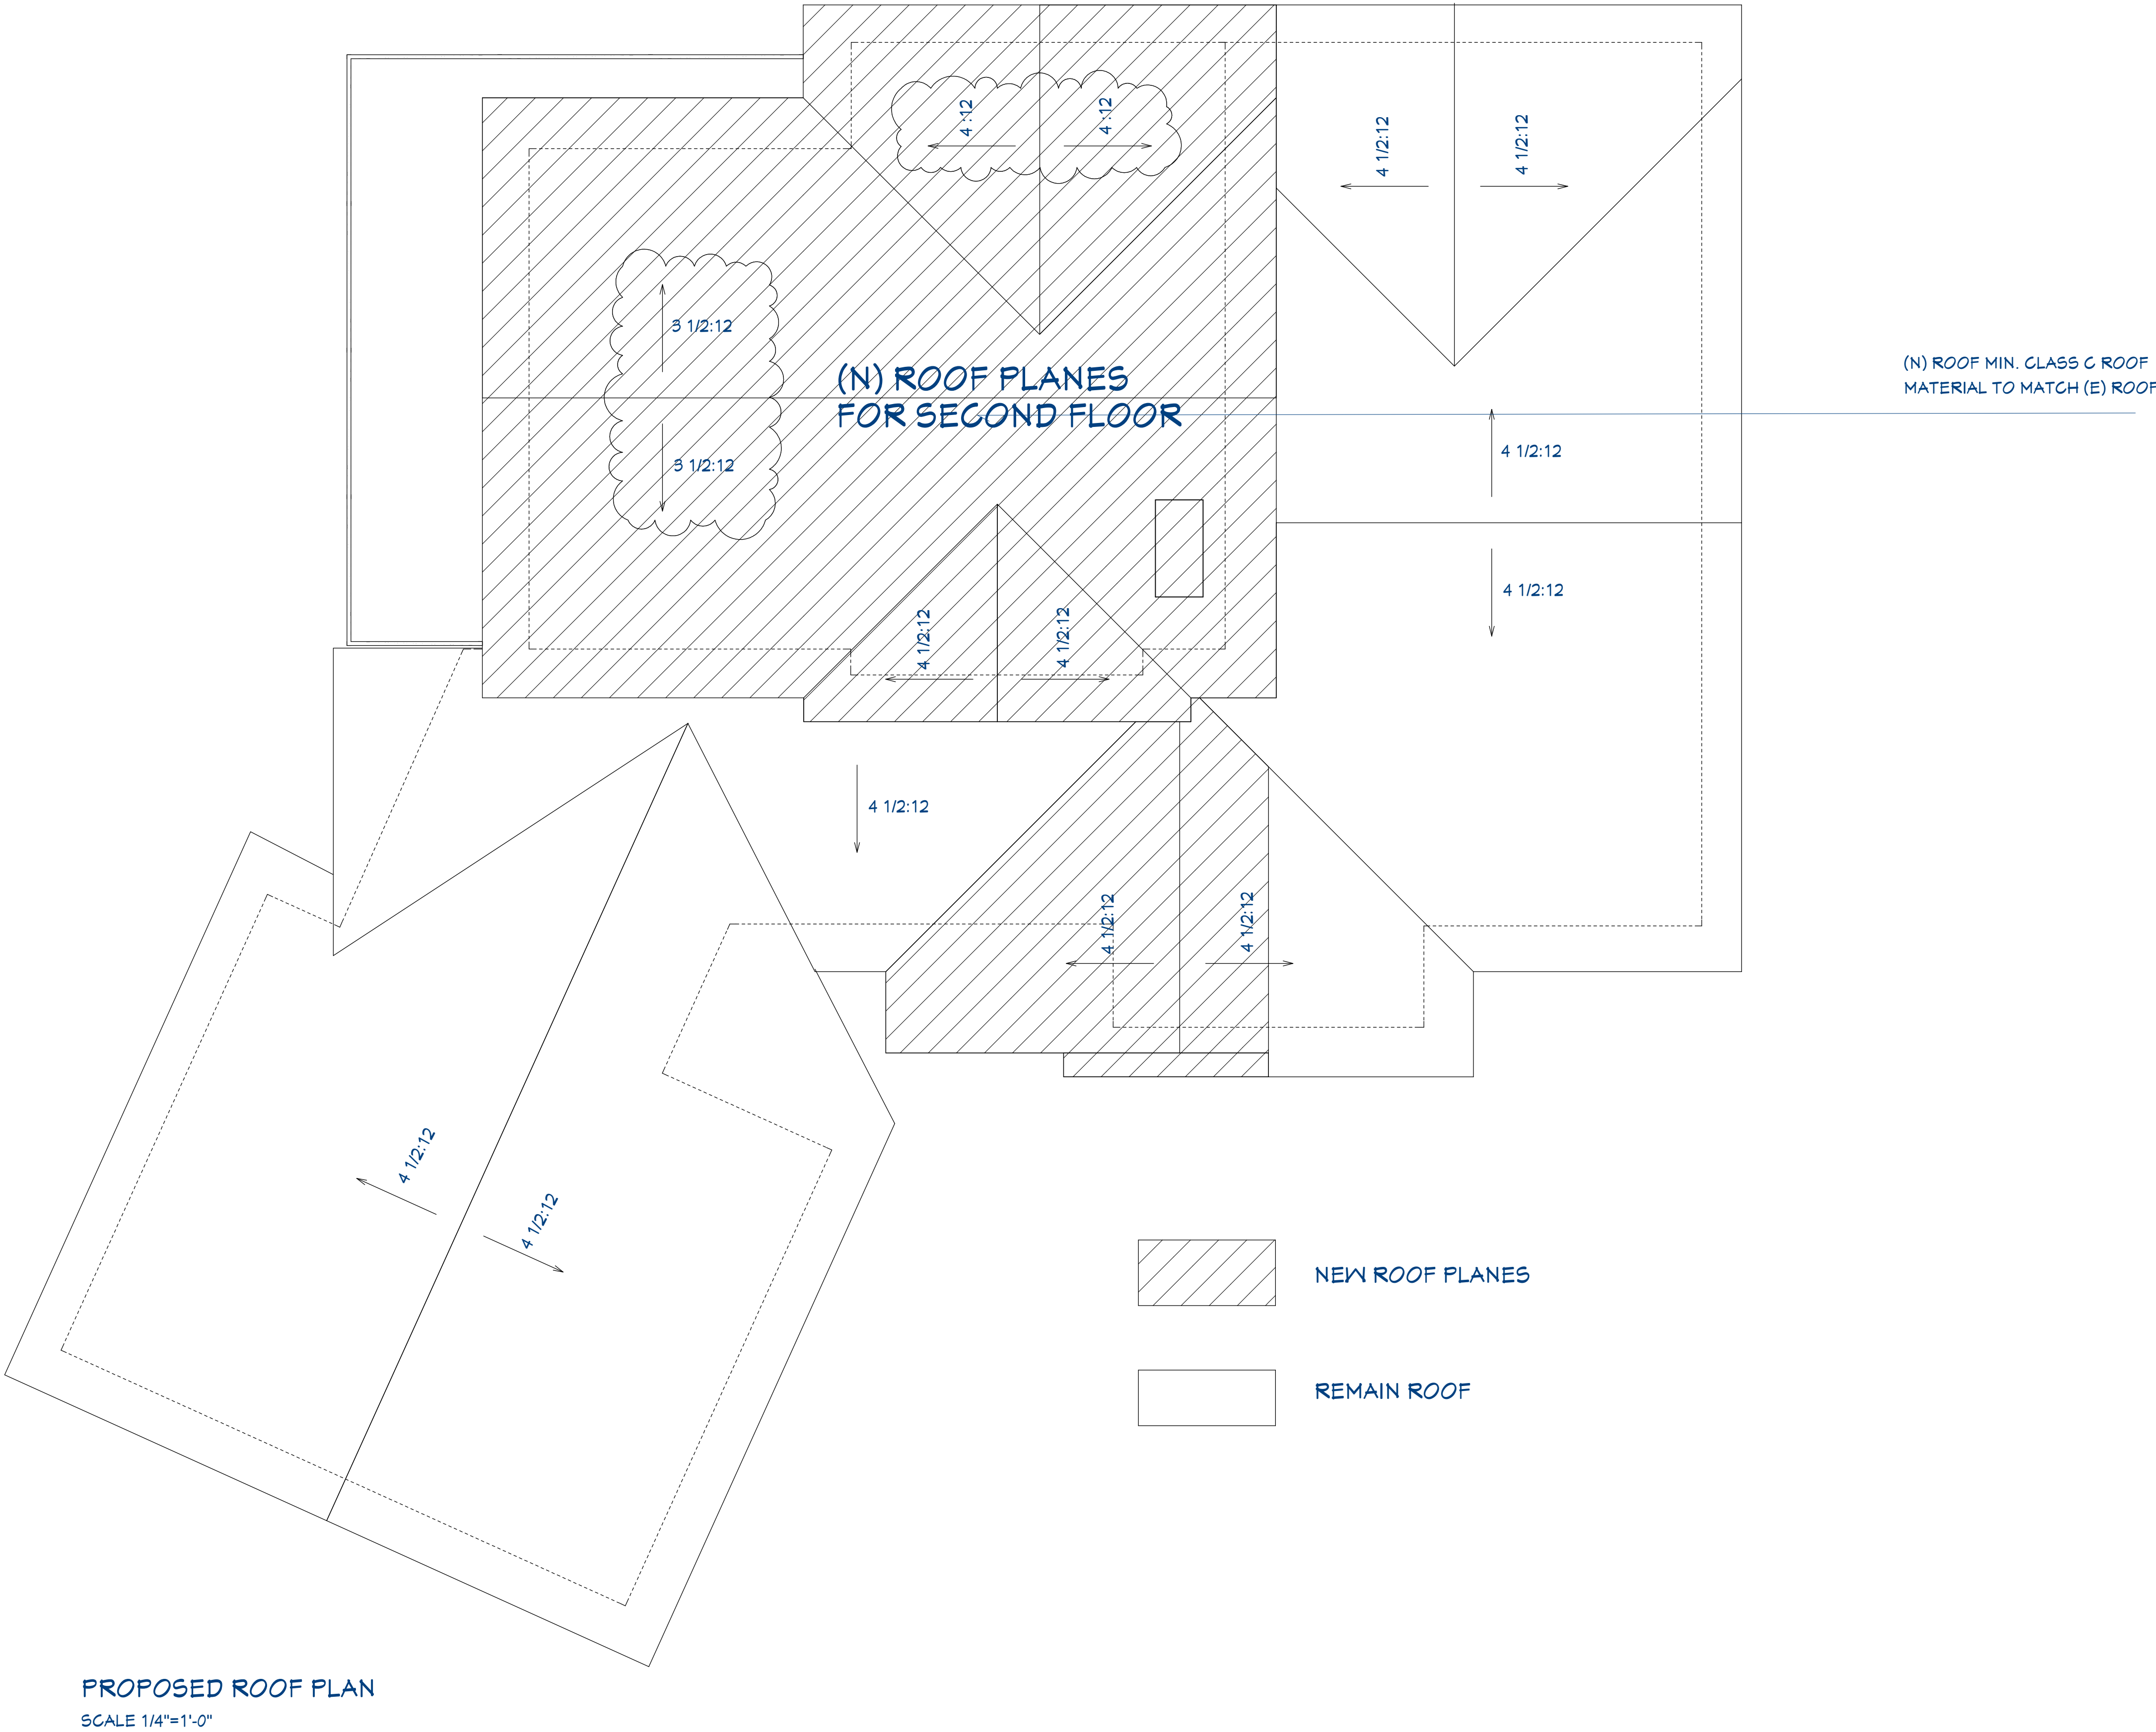 4 :12
4 :12
4 1/2:12
4 1/2:12
3 1/2:12
(N) ROOF PLANES
FOR SECOND FLOOR
(N) ROOF MIN. CLASS C ROOF
MATERIAL TO MATCH (E) ROOF
3 1/2:12
4 1/2:12
4 1/2:12
4 1/2:12
4 1/2:12
4 1/2:12
4 1/2:12
4 1/2:12
4 1/2:12
4 1/2:12
NEW ROOF PLANES
REMAIN ROOF
PROPOSED ROOF PLAN
SCALE 1/4"=1'-0"